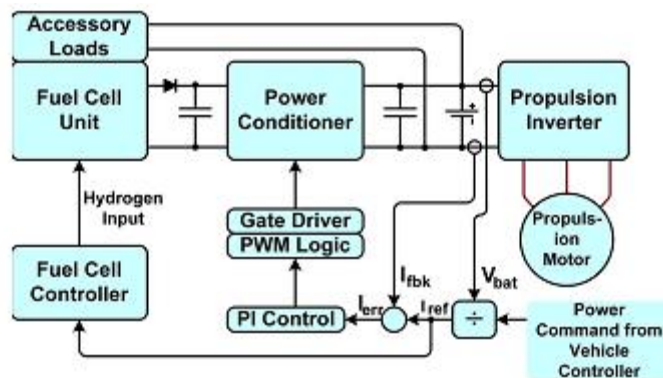 Accessory
Loads
Fuel Cell
Unit
Power
Conditioner
+
-
Propulsion
Inverter
Hydrogen
Input
Gate Driver
PWM Logic
Propuls-
ion
Motor
Fuel Cell
Controller
Ifbk
Vbat
PI Control
Ierr
Iref
÷
Power
Command from
Vehicle
Controller